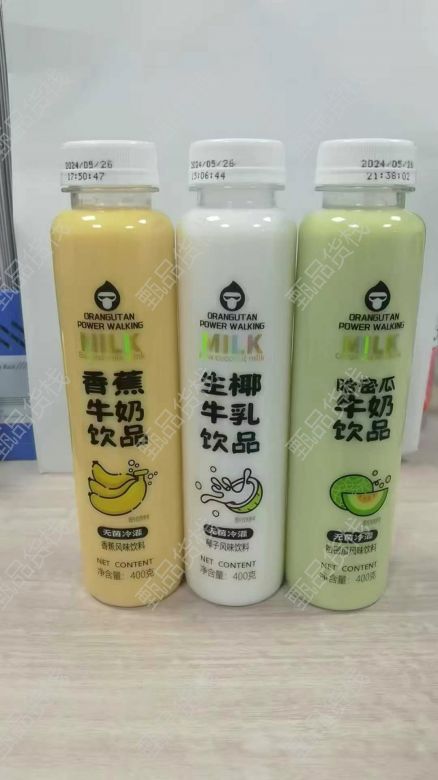 2024/05/26
17:50:47
ORANGUTAN
POWER WALKING
MILK
香蕉
牛奶
饮品
无菌冷灌
香蕉风味饮料
NET CONTENT
净含量：400克
2024/05/26
15:06:44
ORANGUTAN
POWER WALKING
MILK
生椰
牛乳
饮品
无菌冷灌
椰子风味饮料
NET CONTENT
净含量：400克
2024/05/26
21:38:02
ORANGUTAN
POWER WALKING
MILK
哈密瓜
牛奶
饮品
无菌冷灌
哈密瓜风味饮料
NET CONTENT
净含量：400克
甄品货栈